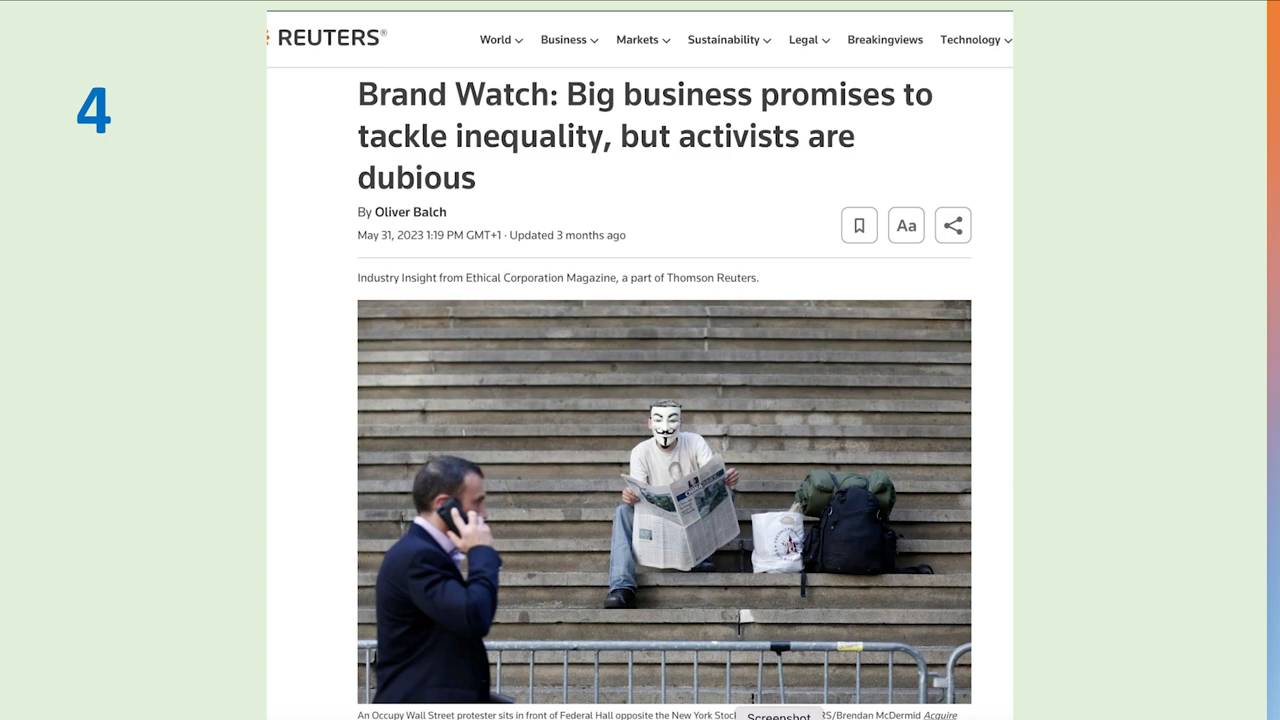 REUTERS®
World Business Markets Sustainability Legal Breakingviews Technology
4
Brand Watch: Big business promises to
tackle inequality, but activists are
dubious
By Oliver Balch
May 31, 2023 1:19 PM GMT+1 · Updated 3 months ago
Aa
Industry Insight from Ethical Corporation Magazine, a part of Thomson Reuters.
An Occupy Wall Street protester sits in front of Federal Hall opposite the New York RS/Brendan McDermid Acquire
Screenshot